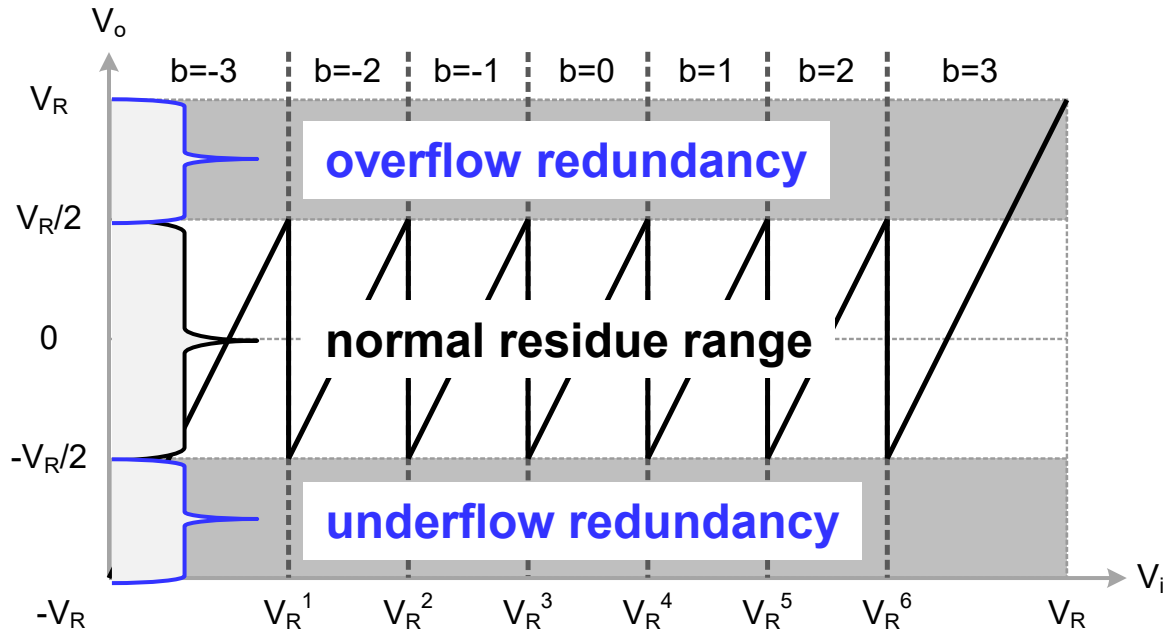 Vo
b=-3 b=-2 b=-1 b=0 b=1 b=2 b=3
VR
overflow redundancy
VR/2
0 normal residue range
-VR/2
underflow redundancy
Vi
-VR VR1 VR2 VR3 VR4 VR5 VR6 VR